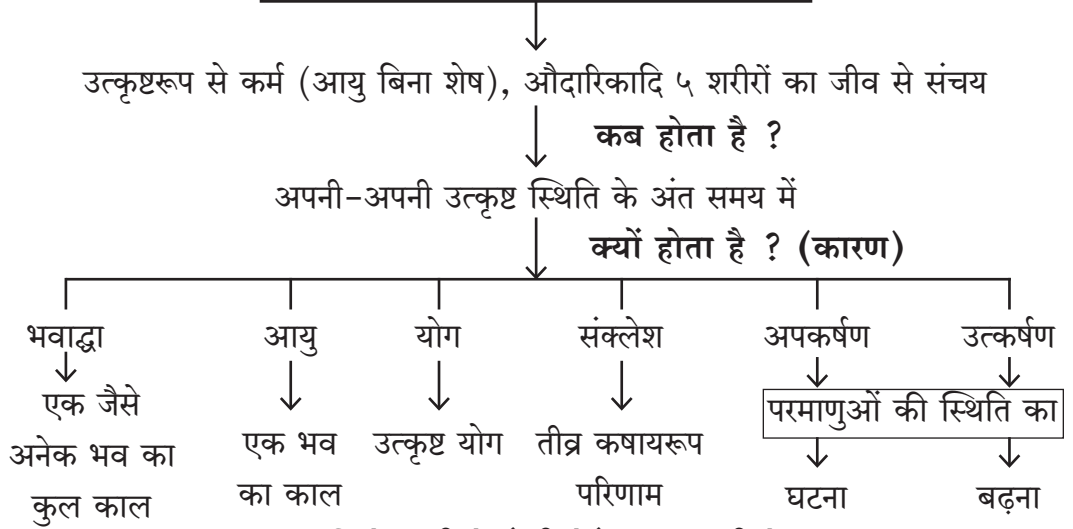 उत्कृष्टरूप से कर्म (आयु बिना शेष), औदारिकादि ५ शरीरों का जीव से संचय
कब होता है ?
अपनी-अपनी उत्कृष्ट स्थिति के अंत समय में
क्यों होता है ? (कारण)
भवाद्धा आयु योग संक्लेश अपकर्षण उत्कर्षण
एक जैसे परमाणुओं की स्थिति का
अनेक भव का एक भव उत्कृष्ट योग तीव्र कषायरूप
कुल काल का काल परिणाम घटना बढ़ना